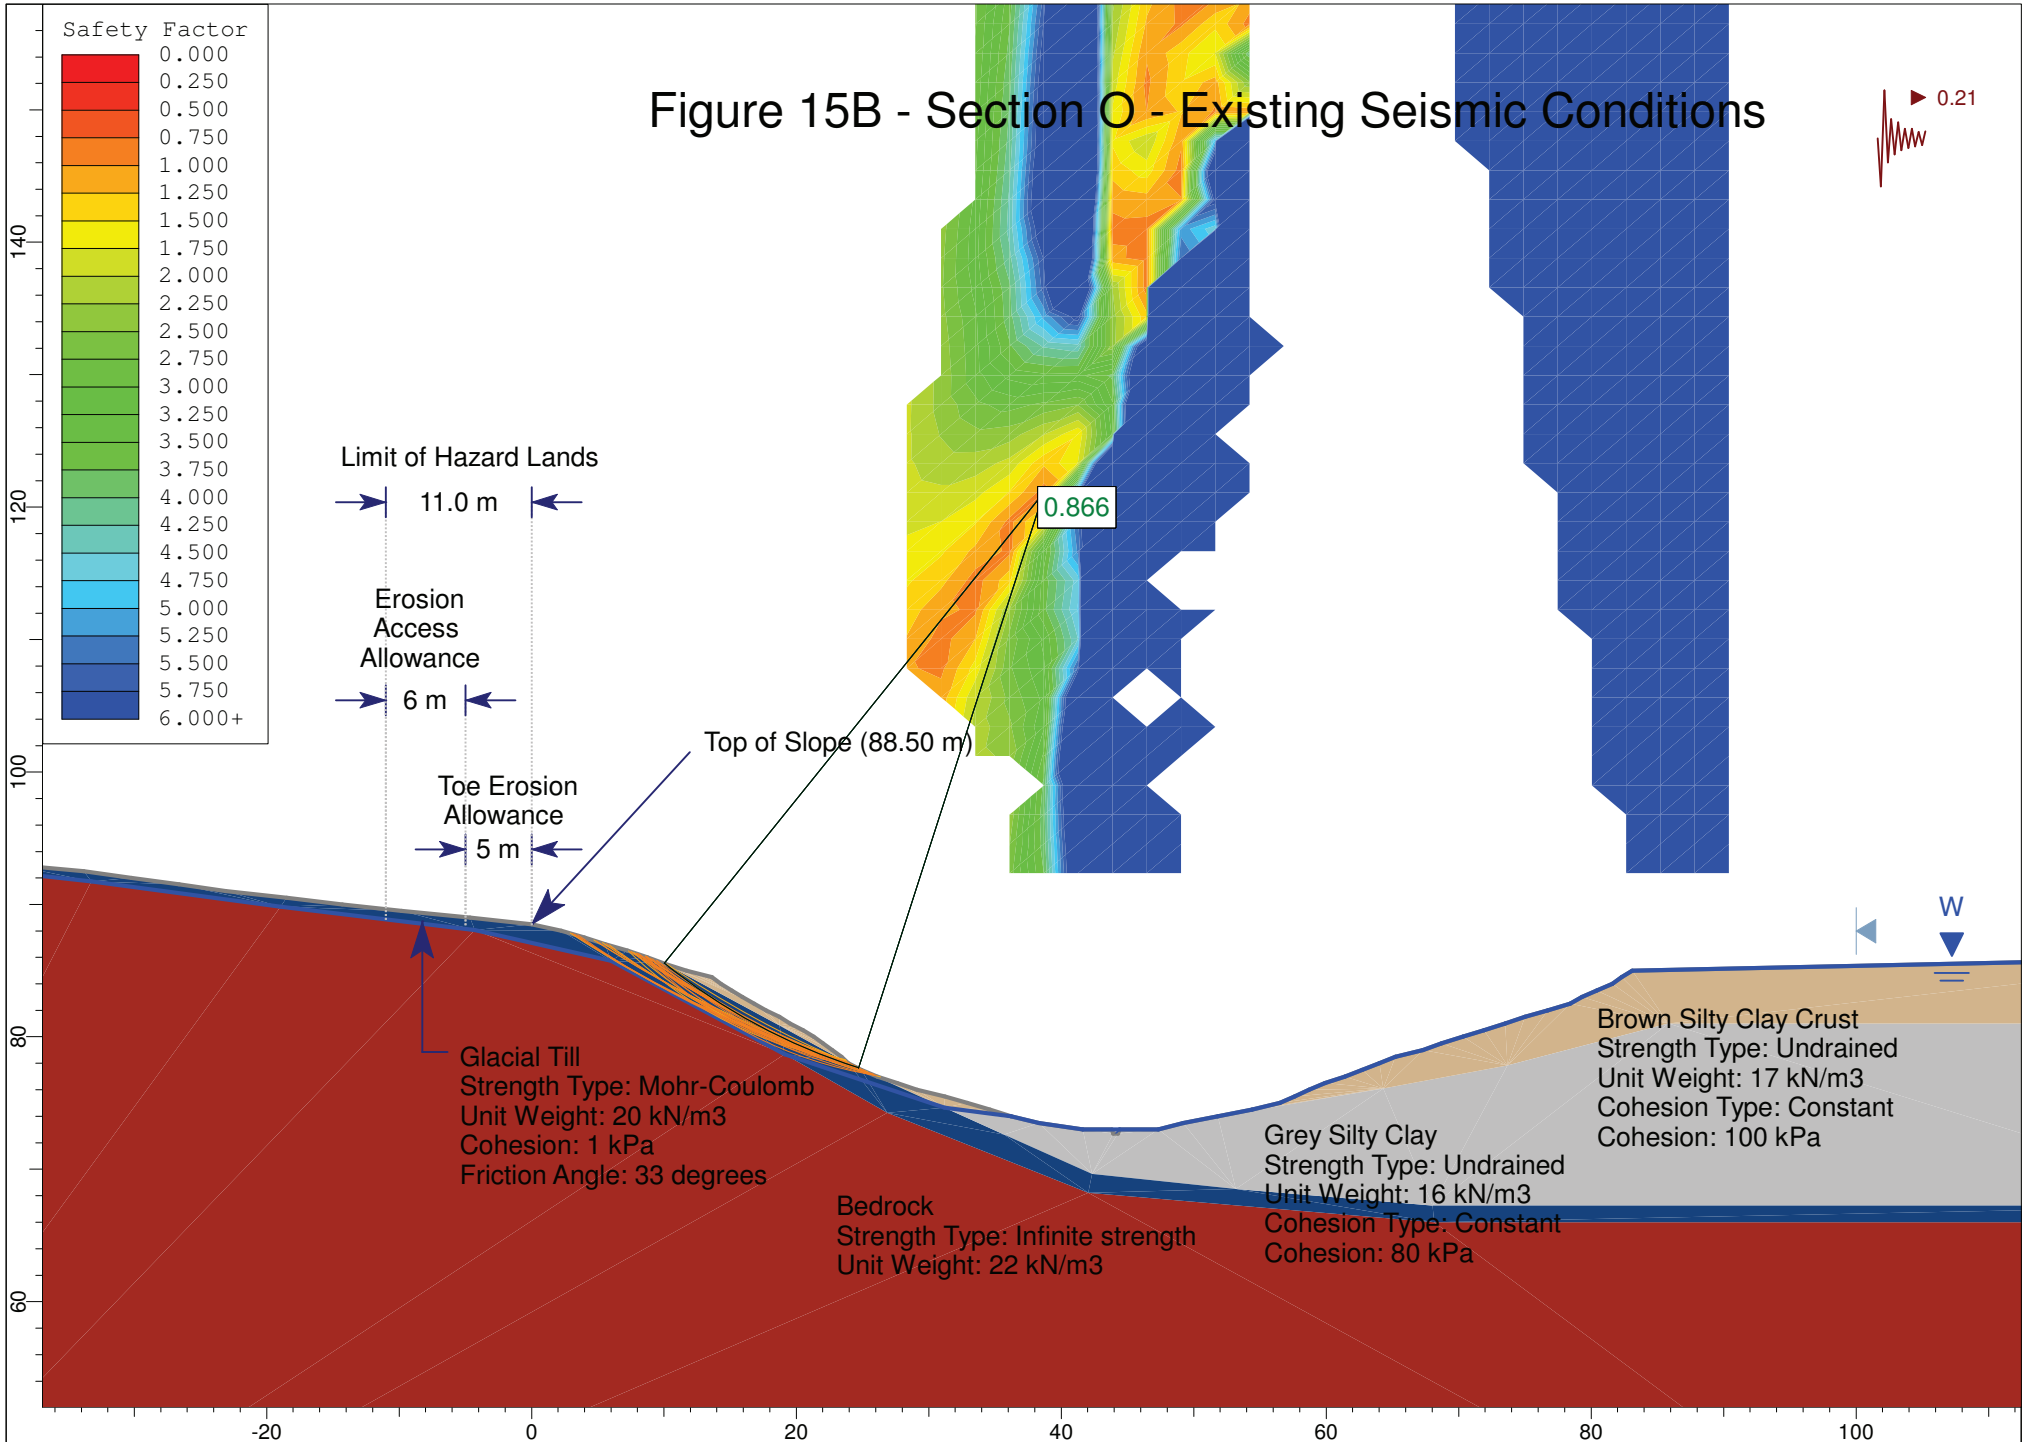 Safety Factor
0.000
0.250
0.500
0.750
1.000
1.250
1.500
1.750
2.000
2.250
2.500
2.750
3.000
3.250
3.500
3.750
4.000
4.250
4.500
4.750
5.000
5.250
5.500
5.750
6.000+
Figure 15B - Section O - Existing Seismic Conditions
0.21
Limit of Hazard Lands
11.0 m
0.866
Erosion
Access
Allowance
6 m
Top of Slope (88.50 m)
Toe Erosion
Allowance
5 m
W
Glacial Till
Strength Type: Mohr-Coulomb
Unit Weight: 20 kN/m3
Cohesion: 1 kPa
Friction Angle: 33 degrees
Bedrock
Strength Type: Infinite strength
Unit Weight: 22 kN/m3
Grey Silty Clay
Strength Type: Undrained
Unit Weight: 16 kN/m3
Cohesion Type: Constant
Cohesion: 80 kPa
Brown Silty Clay Crust
Strength Type: Undrained
Unit Weight: 17 kN/m3
Cohesion Type: Constant
Cohesion: 100 kPa
140
120
100
80
60
-20
0
20
40
60
80
100